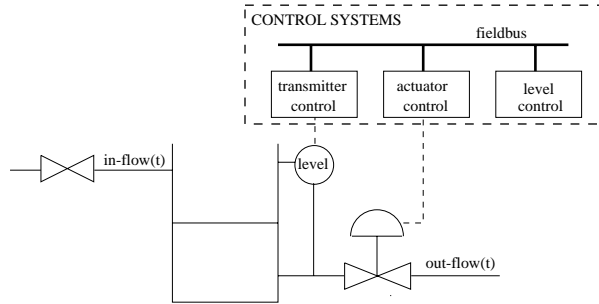 CONTROL SYSTEMS
fieldbus
transmitter
control
actuator
control
level
control
in-flow(t)
level
out-flow(t)